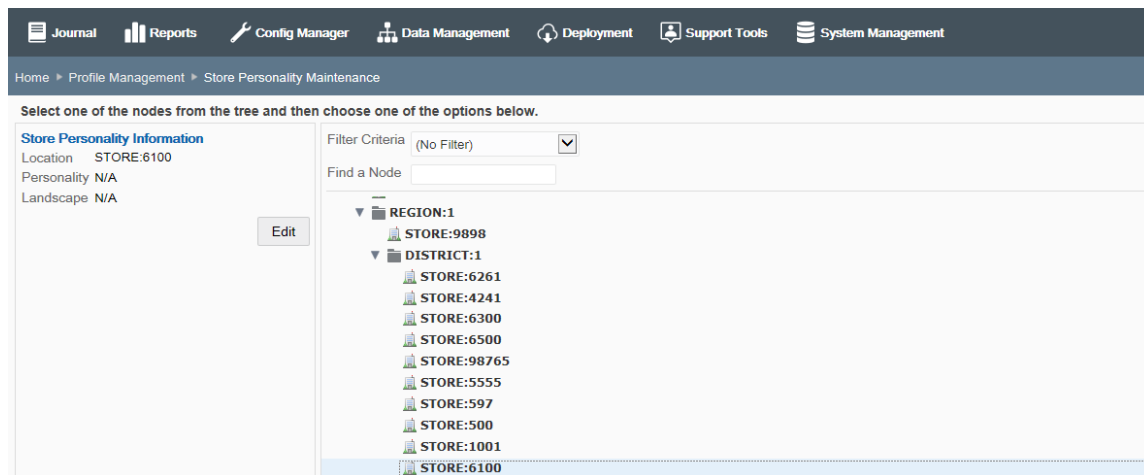 Journal Reports Config Manager Data Management Deployment Support Tools System Management
Home Profile Management Store Personality Maintenance
Select one of the nodes from the tree and then choose one of the options below.
Store Personality Information
Location STORE:6100
Personality N/A
Landscape N/A
Edit
Filter Criteria (No Filter)
Find a Node
REGION:1
STORE:9898
DISTRICT:1
STORE:6261
STORE:4241
STORE:6300
STORE:6500
STORE:98765
STORE:5555
STORE:597
STORE:500
STORE:1001
STORE:6100